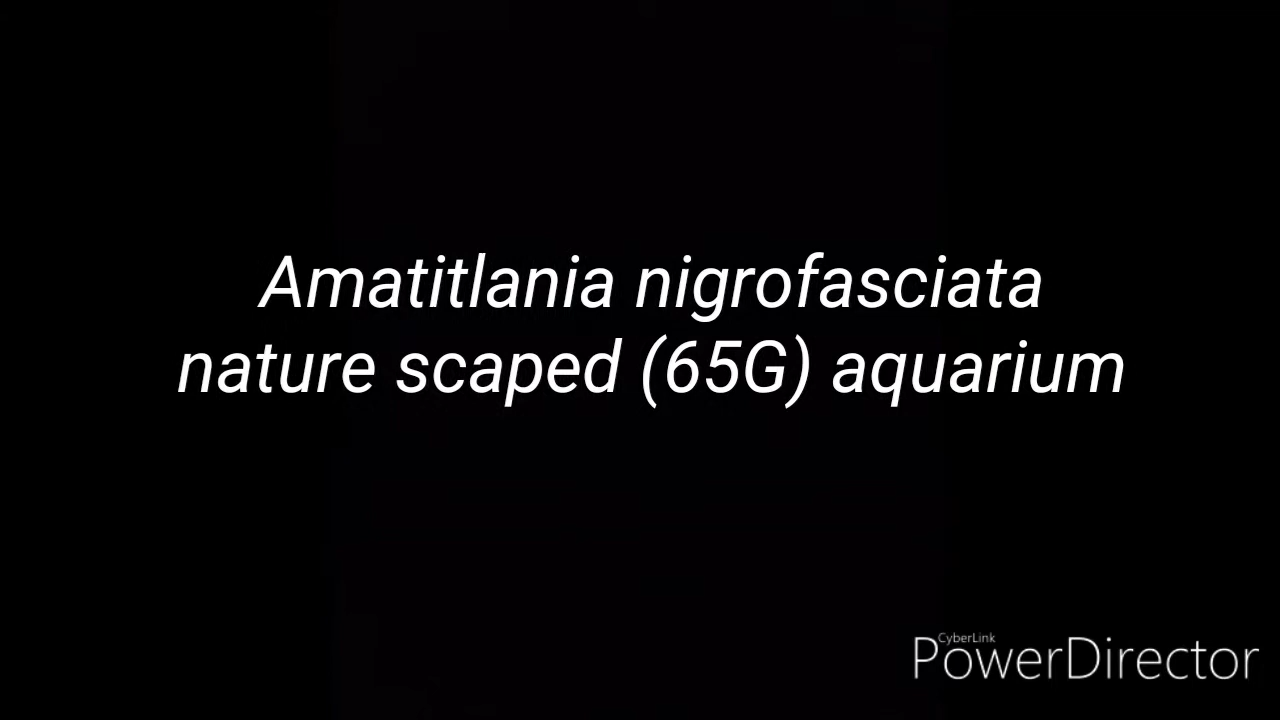 Amatitlania nigrofasciata
nature scaped (65G) aquarium
CyberLink
PowerDirector